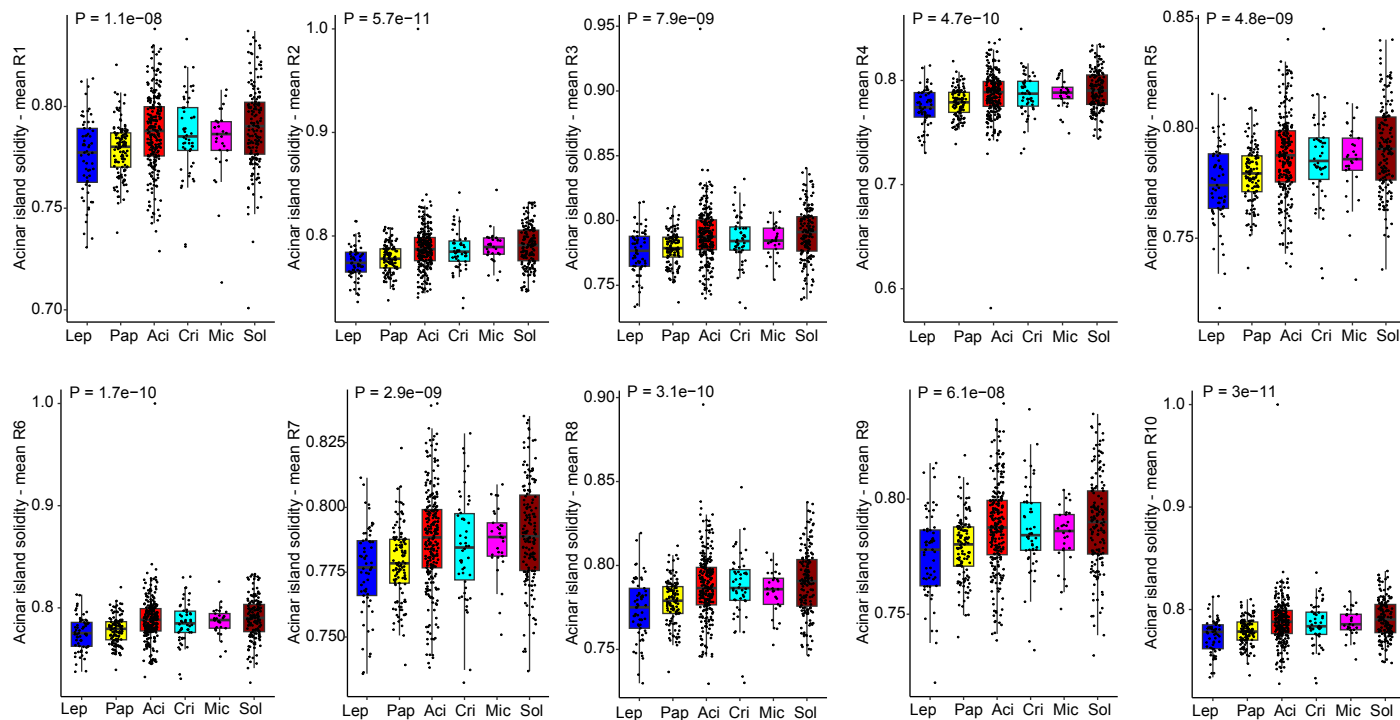 P = 1.1e−08
Acinar island solidity - mean R1
0.80
0.75
0.70
Lep Pap Aci Cri Mic Sol
P = 5.7e−11
Acinar island solidity - mean R2
1.0
0.9
0.8
Lep Pap Aci Cri Mic Sol
P = 7.9e−09
Acinar island solidity - mean R3
0.95
0.90
0.85
0.80
0.75
Lep Pap Aci Cri Mic Sol
P = 4.7e−10
Acinar island solidity - mean R4
0.8
0.7
0.6
Lep Pap Aci Cri Mic Sol
P = 4.8e−09
Acinar island solidity - mean R5
0.85
0.80
0.75
Lep Pap Aci Cri Mic Sol
P = 1.7e−10
Acinar island solidity - mean R6
1.0
0.9
0.8
Lep Pap Aci Cri Mic Sol
P = 2.9e−09
Acinar island solidity - mean R7
0.825
0.800
0.775
0.750
Lep Pap Aci Cri Mic Sol
P = 3.1e−10
Acinar island solidity - mean R8
0.90
0.85
0.80
0.75
Lep Pap Aci Cri Mic Sol
P = 6.1e−08
Acinar island solidity - mean R9
0.80
0.75
Lep Pap Aci Cri Mic Sol
P = 3e−11
Acinar island solidity - mean R10
1.0
0.9
0.8
Lep Pap Aci Cri Mic Sol